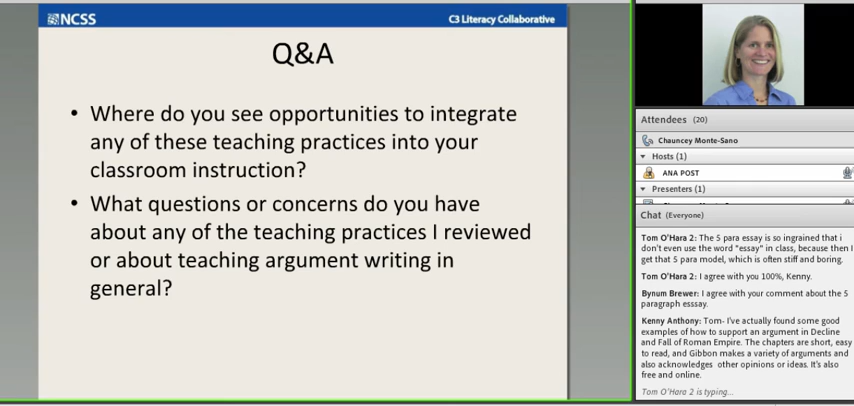 NCSS
C3 Literacy Collaborative
Q&A
• Where do you see opportunities to integrate
any of these teaching practices into your
classroom instruction?
• What questions or concerns do you have
about any of the teaching practices I reviewed
or about teaching argument writing in
general?
Attendees (20)
Chauncey Monte-Sano
Hosts (1)
ANA POST
Presenters (1)
Chat (Everyone)
Tom O'Hara 2: The 5 para essay is so ingrained that i
don't even use the word "essay" in class, because then I
get that 5 para model, which is often stiff and boring.
Tom O'Hara 2: I agree with you 100%, Kenny.
Bynum Brewer: I agree with your comment about the 5
paragraph esssay.
Kenny Anthony: Tom- I've actually found some good
examples of how to support an argument in Decline
and Fall of Roman Empire. The chapters are short, easy
to read, and Gibbon makes a variety of arguments and
also acknowledges other opinions or ideas. It's also
free and online.
Tom O'Hara 2 is typing...